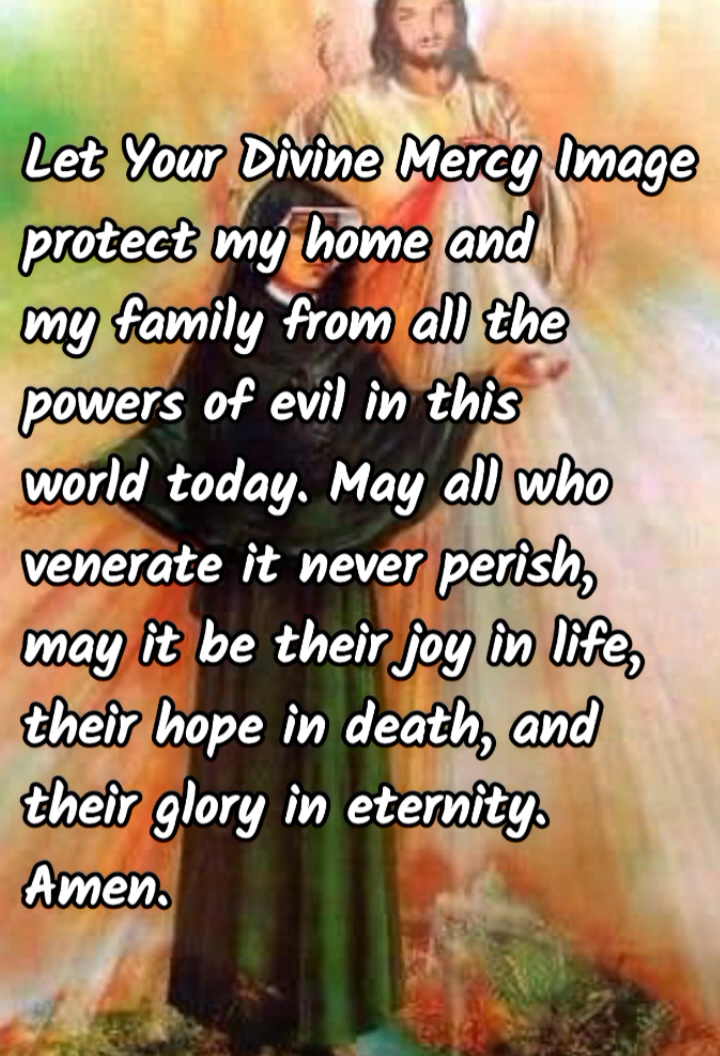 Let Your Divine Mercy Image
protect my home and
my family from all the
powers of evil in this
world today. May all who
venerate it never perish,
may it be their joy in life,
their hope in death, and
their glory in eternity.
Amen.